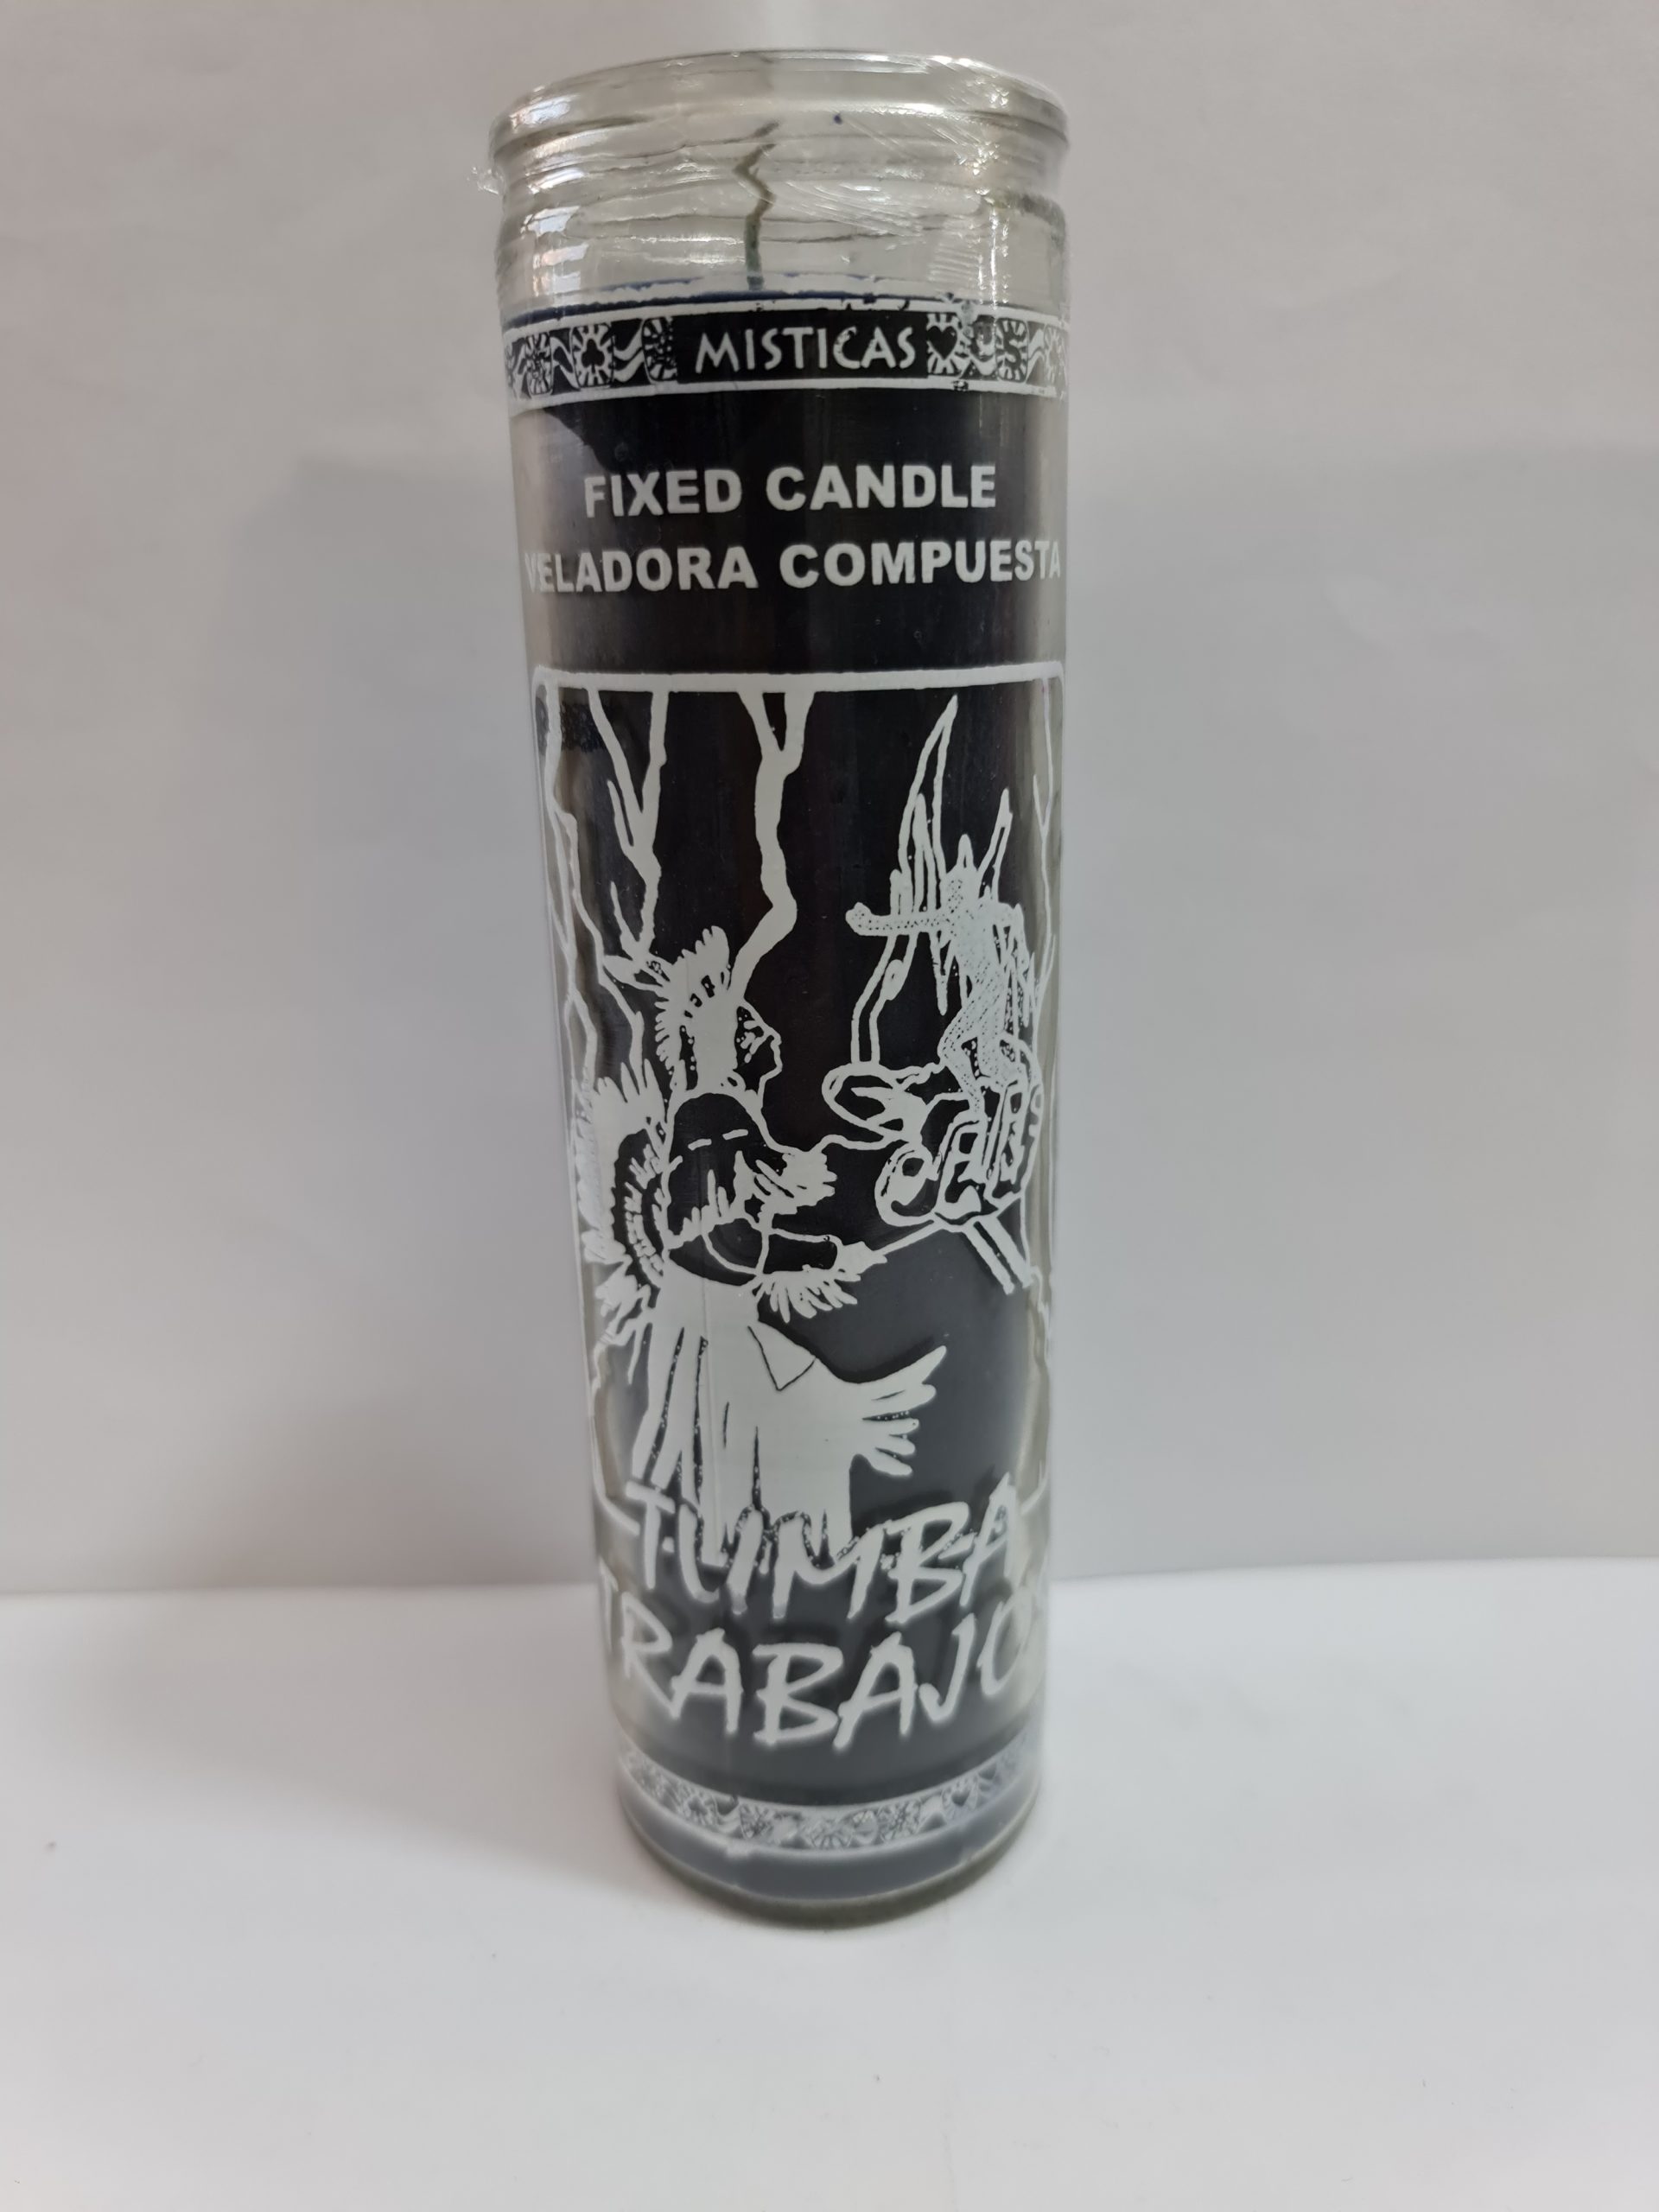 MISTICAS
FIXED CANDLE
VELADORA COMPUESTA
TUMBA
TRABAJOS